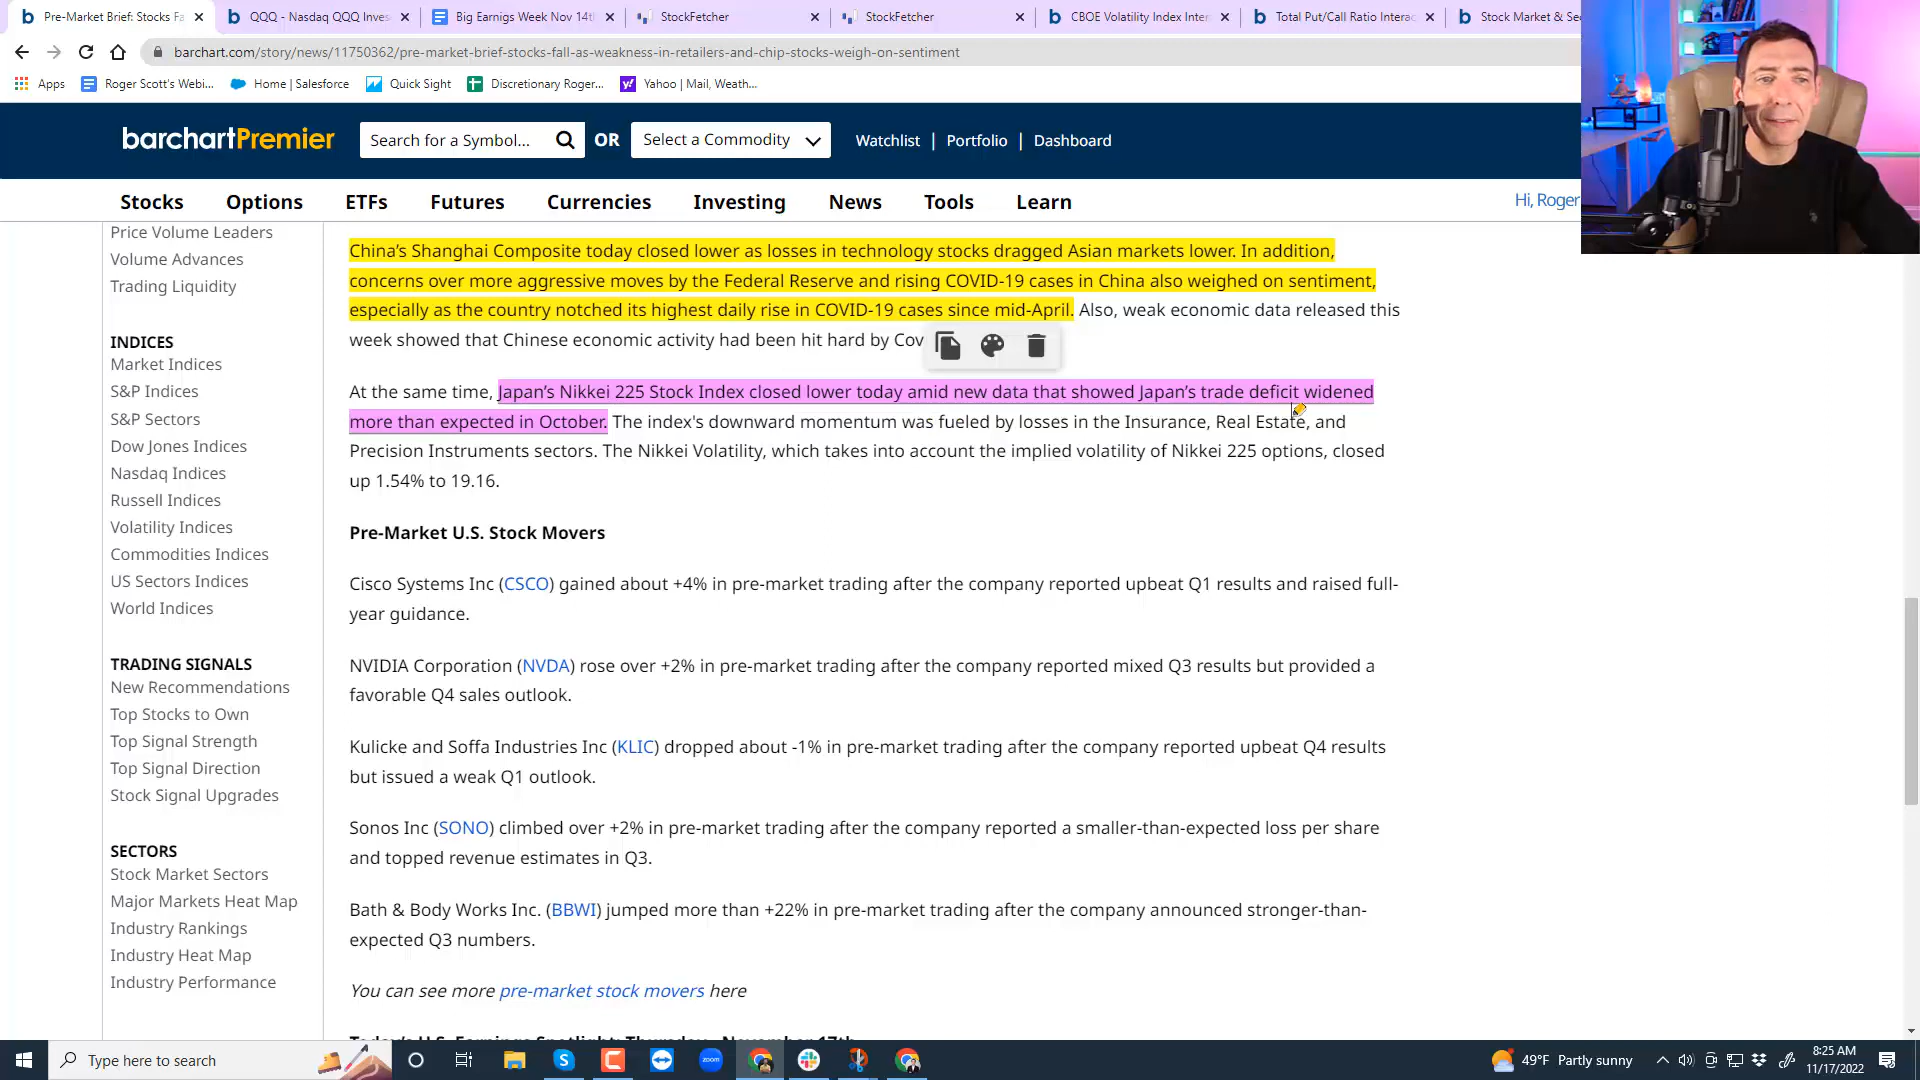 Pre-Market Brief: Stocks Fa
QQQ - Nasdaq QQQ Inves
Big Earnigs Week Nov 14t
StockFetcher
StockFetcher
CBOE Volatility Index Inter
Total Put/Call Ratio Interac
Stock Market & Sec
barchart.com/story/news/11750362/pre-market-brief-stocks-fall-as-weakness-in-retailers-and-chip-stocks-weigh-on-sentiment
Apps
Roger Scott's Webi...
Home | Salesforce
Quick Sight
Discretionary Roger...
Yahoo | Mail, Weath...
barchartPremier
Search for a Symbol...
OR
Select a Commodity
Watchlist | Portfolio | Dashboard
Stocks Options ETFs Futures Currencies Investing News Tools Learn
Hi, Roger
Price Volume Leaders
Volume Advances
Trading Liquidity
INDICES
Market Indices
S&P Indices
S&P Sectors
Dow Jones Indices
Nasdaq Indices
Russell Indices
Volatility Indices
Commodities Indices
US Sectors Indices
World Indices
TRADING SIGNALS
New Recommendations
Top Stocks to Own
Top Signal Strength
Top Signal Direction
Stock Signal Upgrades
SECTORS
Stock Market Sectors
Major Markets Heat Map
Industry Rankings
Industry Heat Map
Industry Performance
China's Shanghai Composite today closed lower as losses in technology stocks dragged Asian markets lower. In addition,
concerns over more aggressive moves by the Federal Reserve and rising COVID-19 cases in China also weighed on sentiment,
especially as the country notched its highest daily rise in COVID-19 cases since mid-April. Also, weak economic data released this
week showed that Chinese economic activity had been hit hard by Cov
At the same time, Japan's Nikkei 225 Stock Index closed lower today amid new data that showed Japan's trade deficit widened
more than expected in October. The index's downward momentum was fueled by losses in the Insurance, Real Estate, and
Precision Instruments sectors. The Nikkei Volatility, which takes into account the implied volatility of Nikkei 225 options, closed
up 1.54% to 19.16.
Pre-Market U.S. Stock Movers
Cisco Systems Inc (CSCO) gained about +4% in pre-market trading after the company reported upbeat Q1 results and raised full-
year guidance.
NVIDIA Corporation (NVDA) rose over +2% in pre-market trading after the company reported mixed Q3 results but provided a
favorable Q4 sales outlook.
Kulicke and Soffa Industries Inc (KLIC) dropped about -1% in pre-market trading after the company reported upbeat Q4 results
but issued a weak Q1 outlook.
Sonos Inc (SONO) climbed over +2% in pre-market trading after the company reported a smaller-than-expected loss per share
and topped revenue estimates in Q3.
Bath & Body Works Inc. (BBWI) jumped more than +22% in pre-market trading after the company announced stronger-than-
expected Q3 numbers.
You can see more pre-market stock movers here
Today's U.S. Earnings Spotlight: Thursday - November 17th
Type here to search
zoom
49°F Partly sunny
8:25 AM
11/17/2022